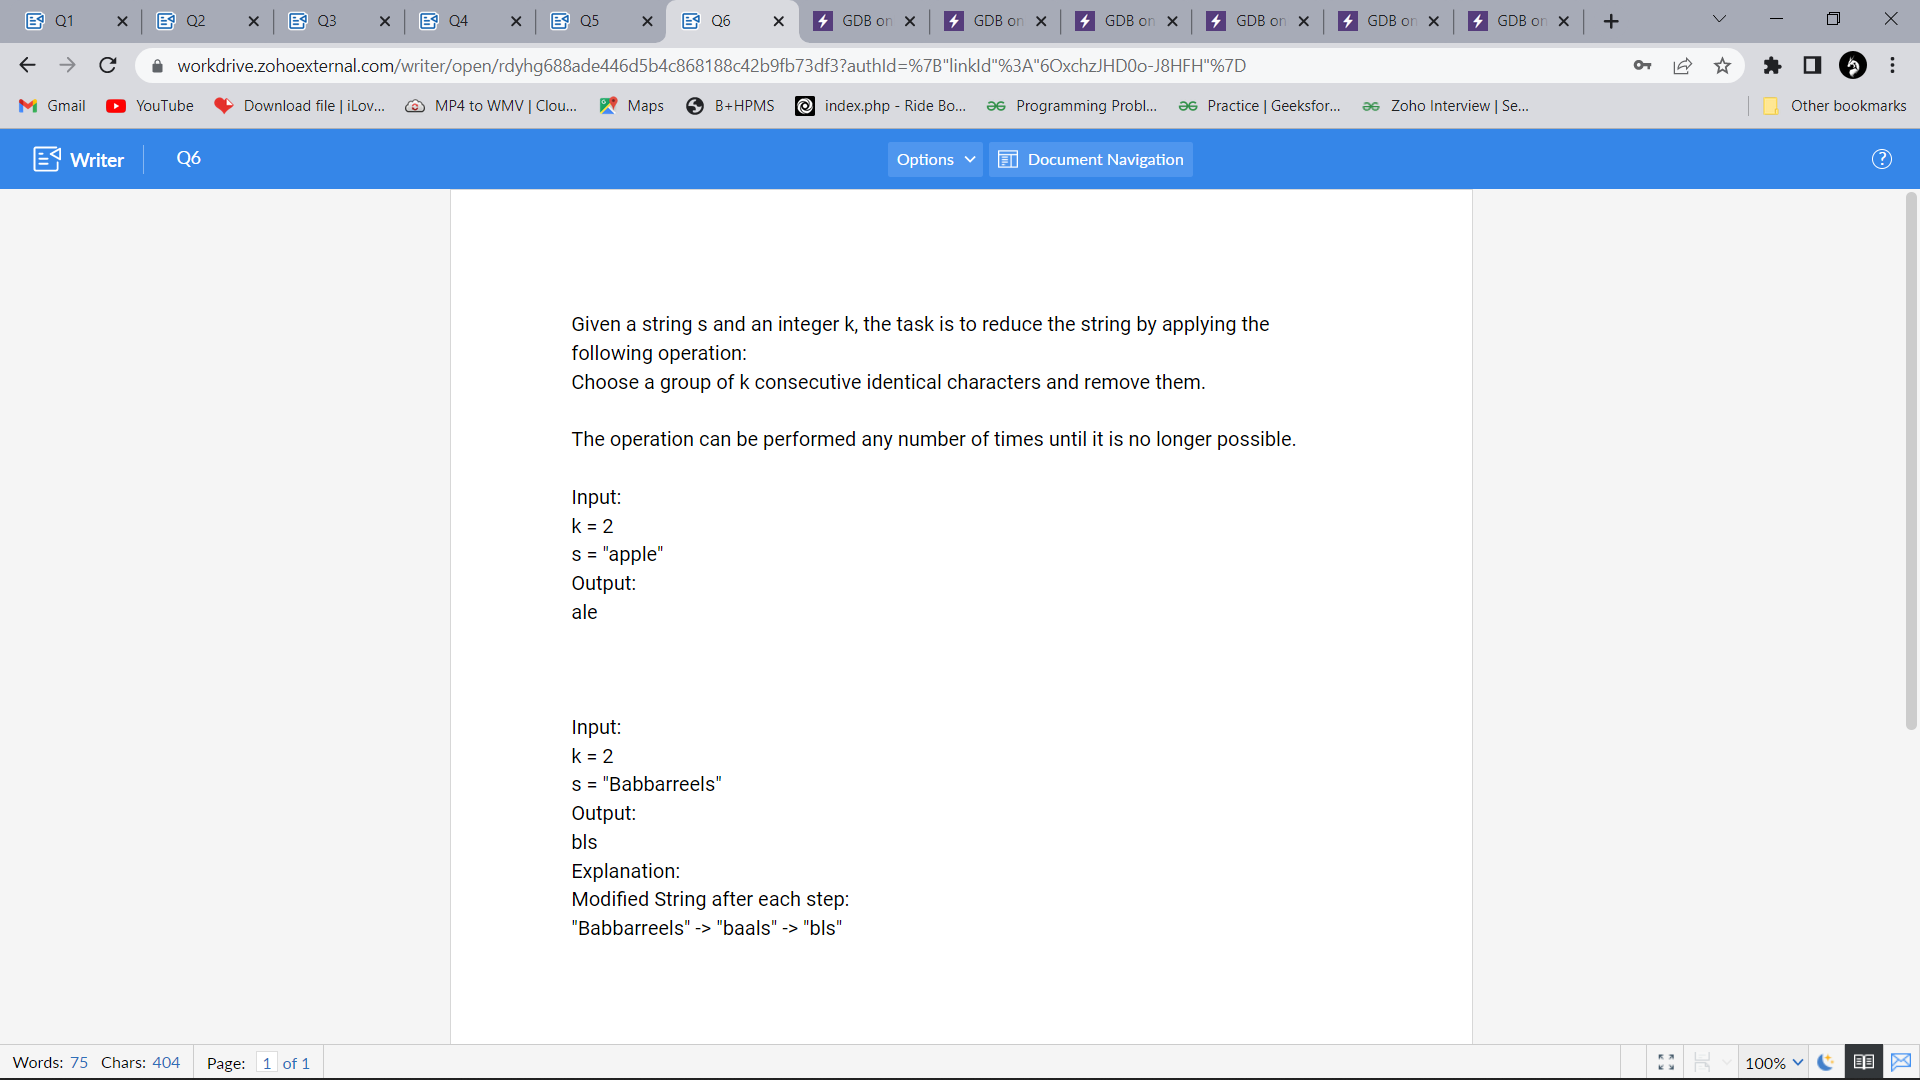 Q1 Q2 Q3 Q4 Q5 Q6 GDB on GDB on GDB on GDB on GDB on GDB on
workdrive.zohoexternal.com/writer/open/rdyhg688ade446d5b4c868188c42b9fb73df3?authId=%7B"linkId"%3A"6OxchzJHD0o-J8HFH"%7D
Gmail YouTube Download file | iLov... MP4 to WMV | Clou... Maps B+HPMS index.php - Ride Bo... Programming Probl... Practice | Geeksfor... Zoho Interview | Se... Other bookmarks
Writer Q6 Options Document Navigation
Given a string s and an integer k, the task is to reduce the string by applying the
following operation:
Choose a group of k consecutive identical characters and remove them.
The operation can be performed any number of times until it is no longer possible.
Input:
k = 2
s = "apple"
Output:
ale
Input:
k = 2
s = "Babbarreels"
Output:
bls
Explanation:
Modified String after each step:
"Babbarreels" -> "baals" -> "bls"
Words: 75 Chars: 404 Page: 1 of 1 100%